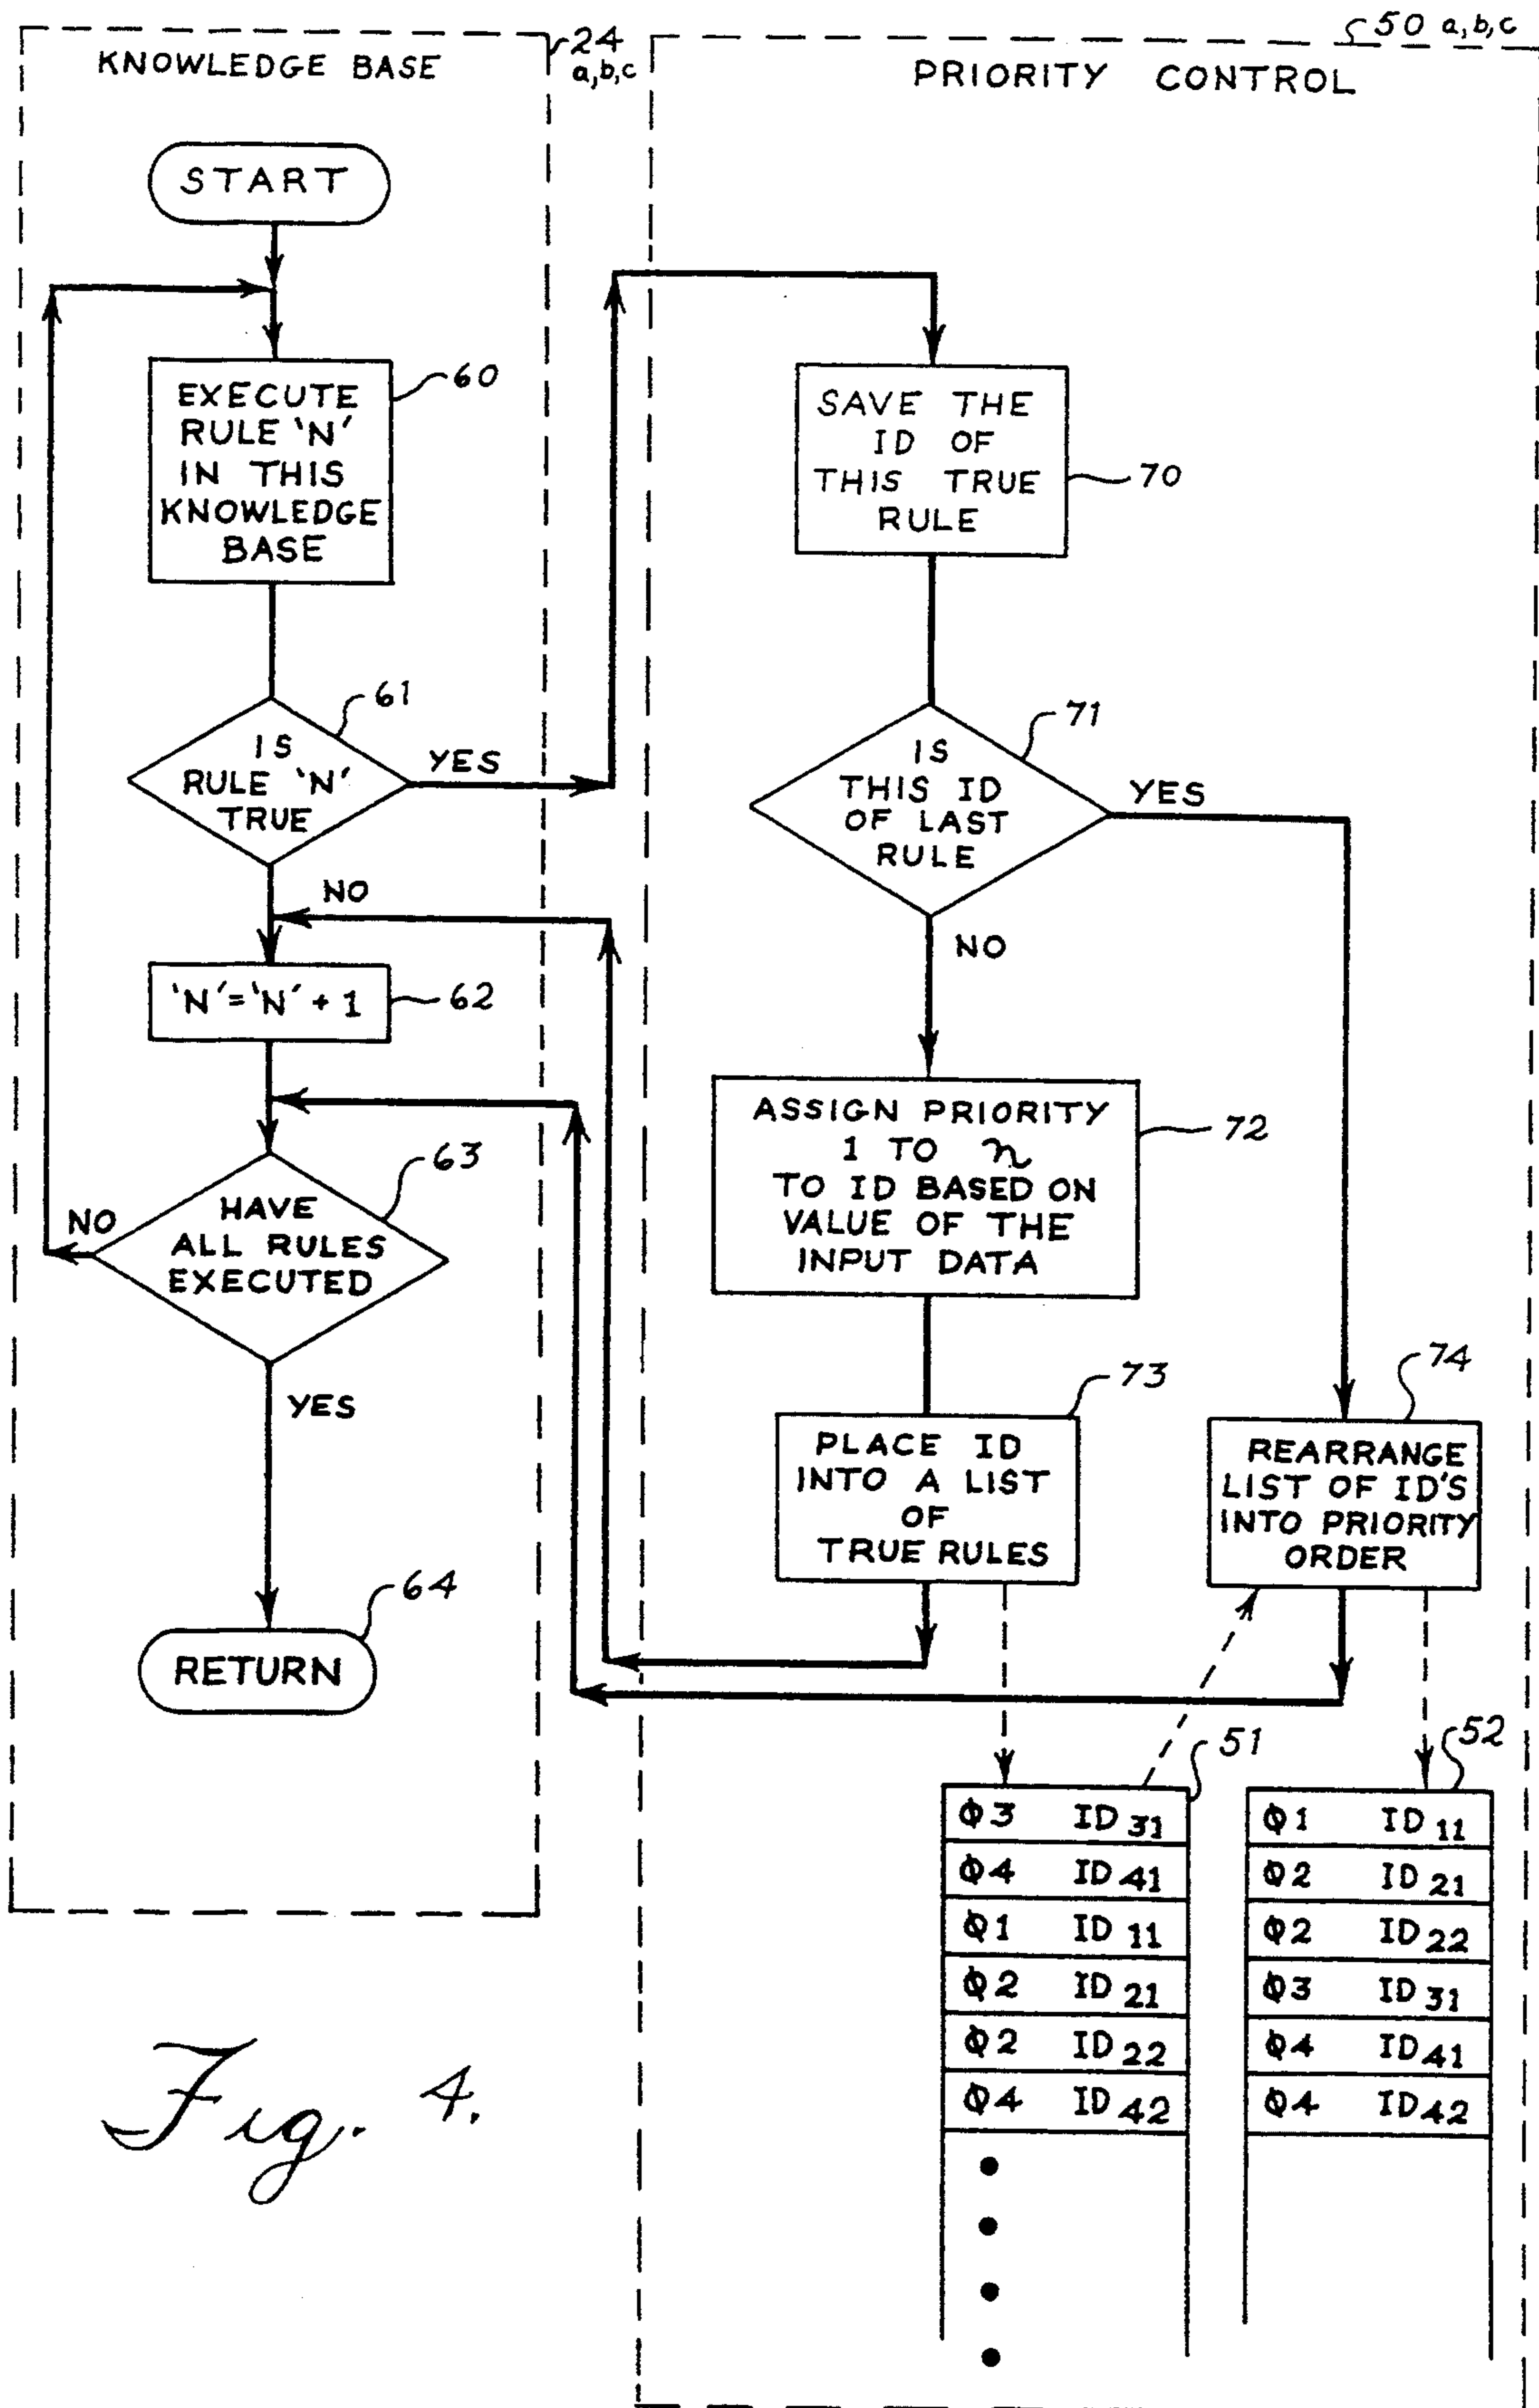 KNOWLEDGE BASE
24
a,b,c
50 a,b,c
PRIORITY CONTROL
START
EXECUTE
RULE 'N'
IN THIS
KNOWLEDGE
BASE
60
IS
RULE 'N'
TRUE
61
YES
NO
'N'='N' + 1
62
HAVE
ALL RULES
EXECUTED
63
NO
YES
RETURN
64
SAVE THE
ID OF
THIS TRUE
RULE
70
IS
THIS ID
OF LAST
RULE
71
YES
NO
ASSIGN PRIORITY
1 TO n
TO ID BASED ON
VALUE OF THE
INPUT DATA
72
PLACE ID
INTO A LIST
OF
TRUE RULES
73
REARRANGE
LIST OF ID'S
INTO PRIORITY
ORDER
74
51
Φ3 ID31
Φ4 ID41
Φ1 ID11
Φ2 ID21
Φ2 ID22
Φ4 ID42
52
Φ1 ID11
Φ2 ID21
Φ2 ID22
Φ3 ID31
Φ4 ID41
Φ4 ID42
Fig. 4.